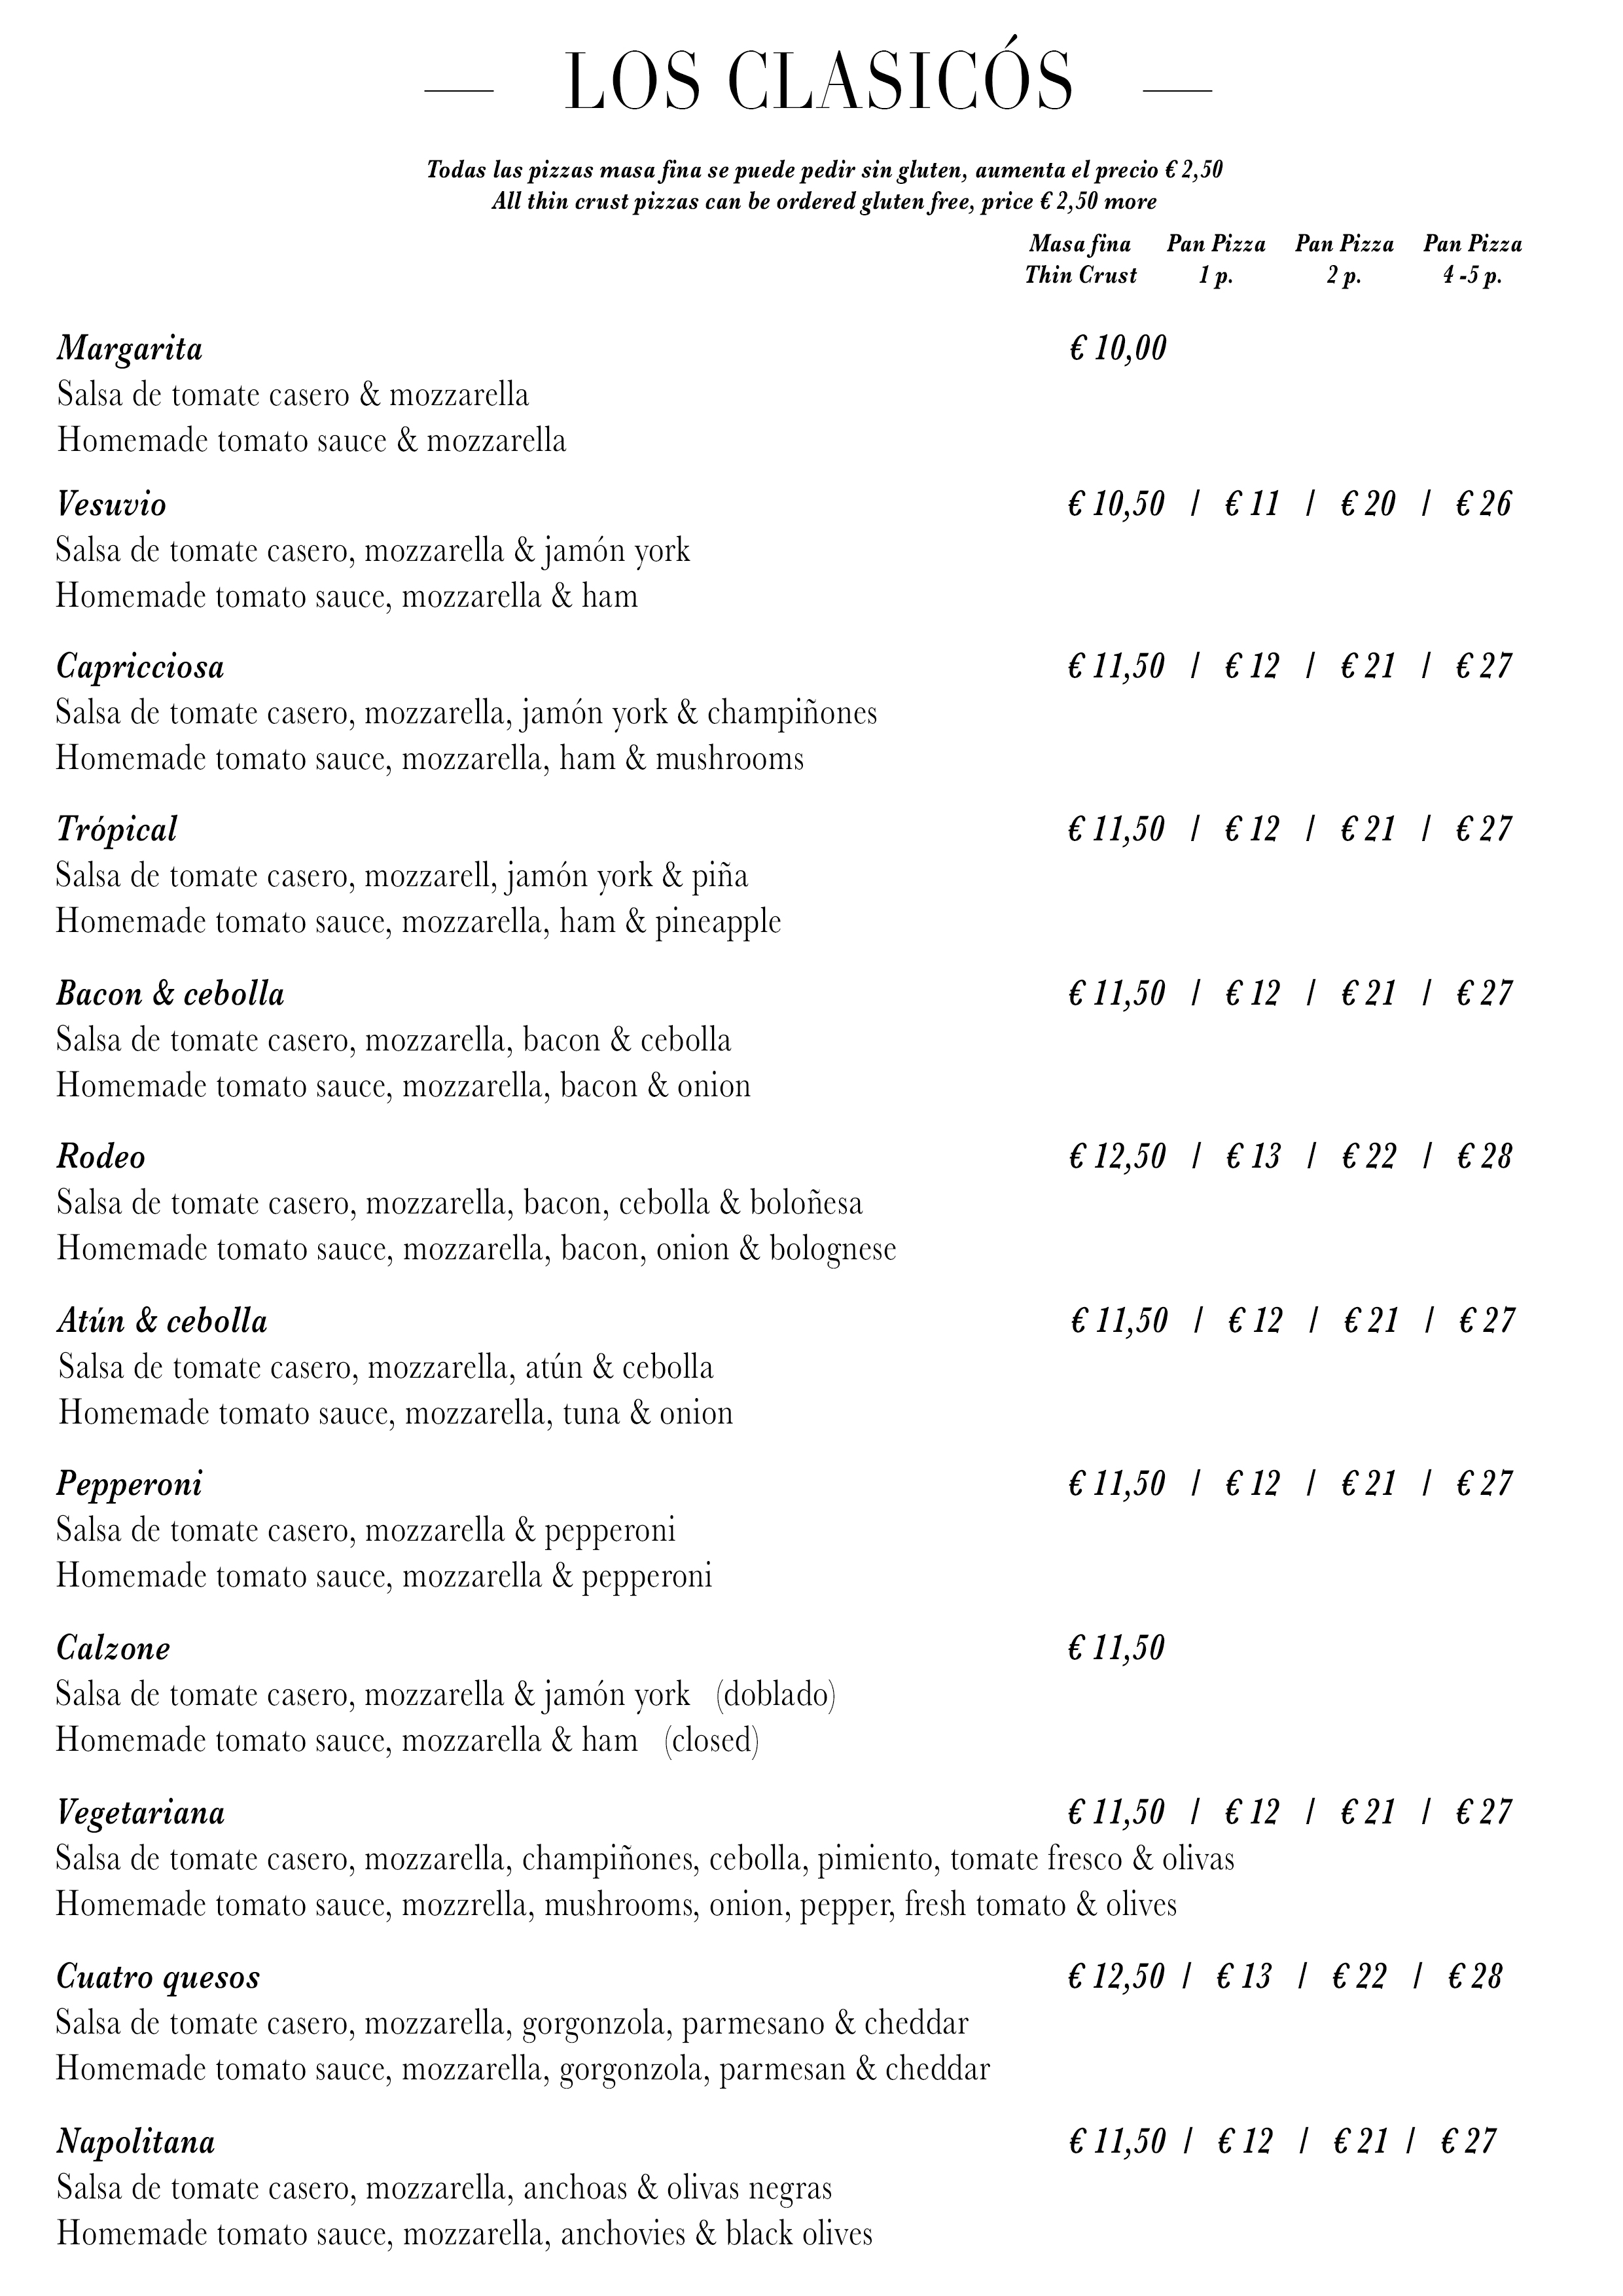 LOS CLASICÓS
Todas las pizzas masa fina se puede pedir sin gluten, aumenta el precio € 2,50
All thin crust pizzas can be ordered gluten free, price € 2,50 more
Masa fina Pan Pizza Pan Pizza Pan Pizza
Thin Crust 1 p. 2 p. 4 -5 p.
Margarita € 10,00
Salsa de tomate casero & mozzarella
Homemade tomato sauce & mozzarella
Vesuvio € 10,50 / € 11 / € 20 / € 26
Salsa de tomate casero, mozzarella & jamón york
Homemade tomato sauce, mozzarella & ham
Capricciosa € 11,50 / € 12 / € 21 / € 27
Salsa de tomate casero, mozzarella, jamón york & champiñones
Homemade tomato sauce, mozzarella, ham & mushrooms
Trópical € 11,50 / € 12 / € 21 / € 27
Salsa de tomate casero, mozzarell, jamón york & piña
Homemade tomato sauce, mozzarella, ham & pineapple
Bacon & cebolla € 11,50 / € 12 / € 21 / € 27
Salsa de tomate casero, mozzarella, bacon & cebolla
Homemade tomato sauce, mozzarella, bacon & onion
Rodeo € 12,50 / € 13 / € 22 / € 28
Salsa de tomate casero, mozzarella, bacon, cebolla & boloñesa
Homemade tomato sauce, mozzarella, bacon, onion & bolognese
Atún & cebolla € 11,50 / € 12 / € 21 / € 27
Salsa de tomate casero, mozzarella, atún & cebolla
Homemade tomato sauce, mozzarella, tuna & onion
Pepperoni € 11,50 / € 12 / € 21 / € 27
Salsa de tomate casero, mozzarella & pepperoni
Homemade tomato sauce, mozzarella & pepperoni
Calzone € 11,50
Salsa de tomate casero, mozzarella & jamón york (doblado)
Homemade tomato sauce, mozzarella & ham (closed)
Vegetariana € 11,50 / € 12 / € 21 / € 27
Salsa de tomate casero, mozzarella, champiñones, cebolla, pimiento, tomate fresco & olivas
Homemade tomato sauce, mozzrella, mushrooms, onion, pepper, fresh tomato & olives
Cuatro quesos € 12,50 / € 13 / € 22 / € 28
Salsa de tomate casero, mozzarella, gorgonzola, parmesano & cheddar
Homemade tomato sauce, mozzarella, gorgonzola, parmesan & cheddar
Napolitana € 11,50 / € 12 / € 21 / € 27
Salsa de tomate casero, mozzarella, anchoas & olivas negras
Homemade tomato sauce, mozzarella, anchovies & black olives